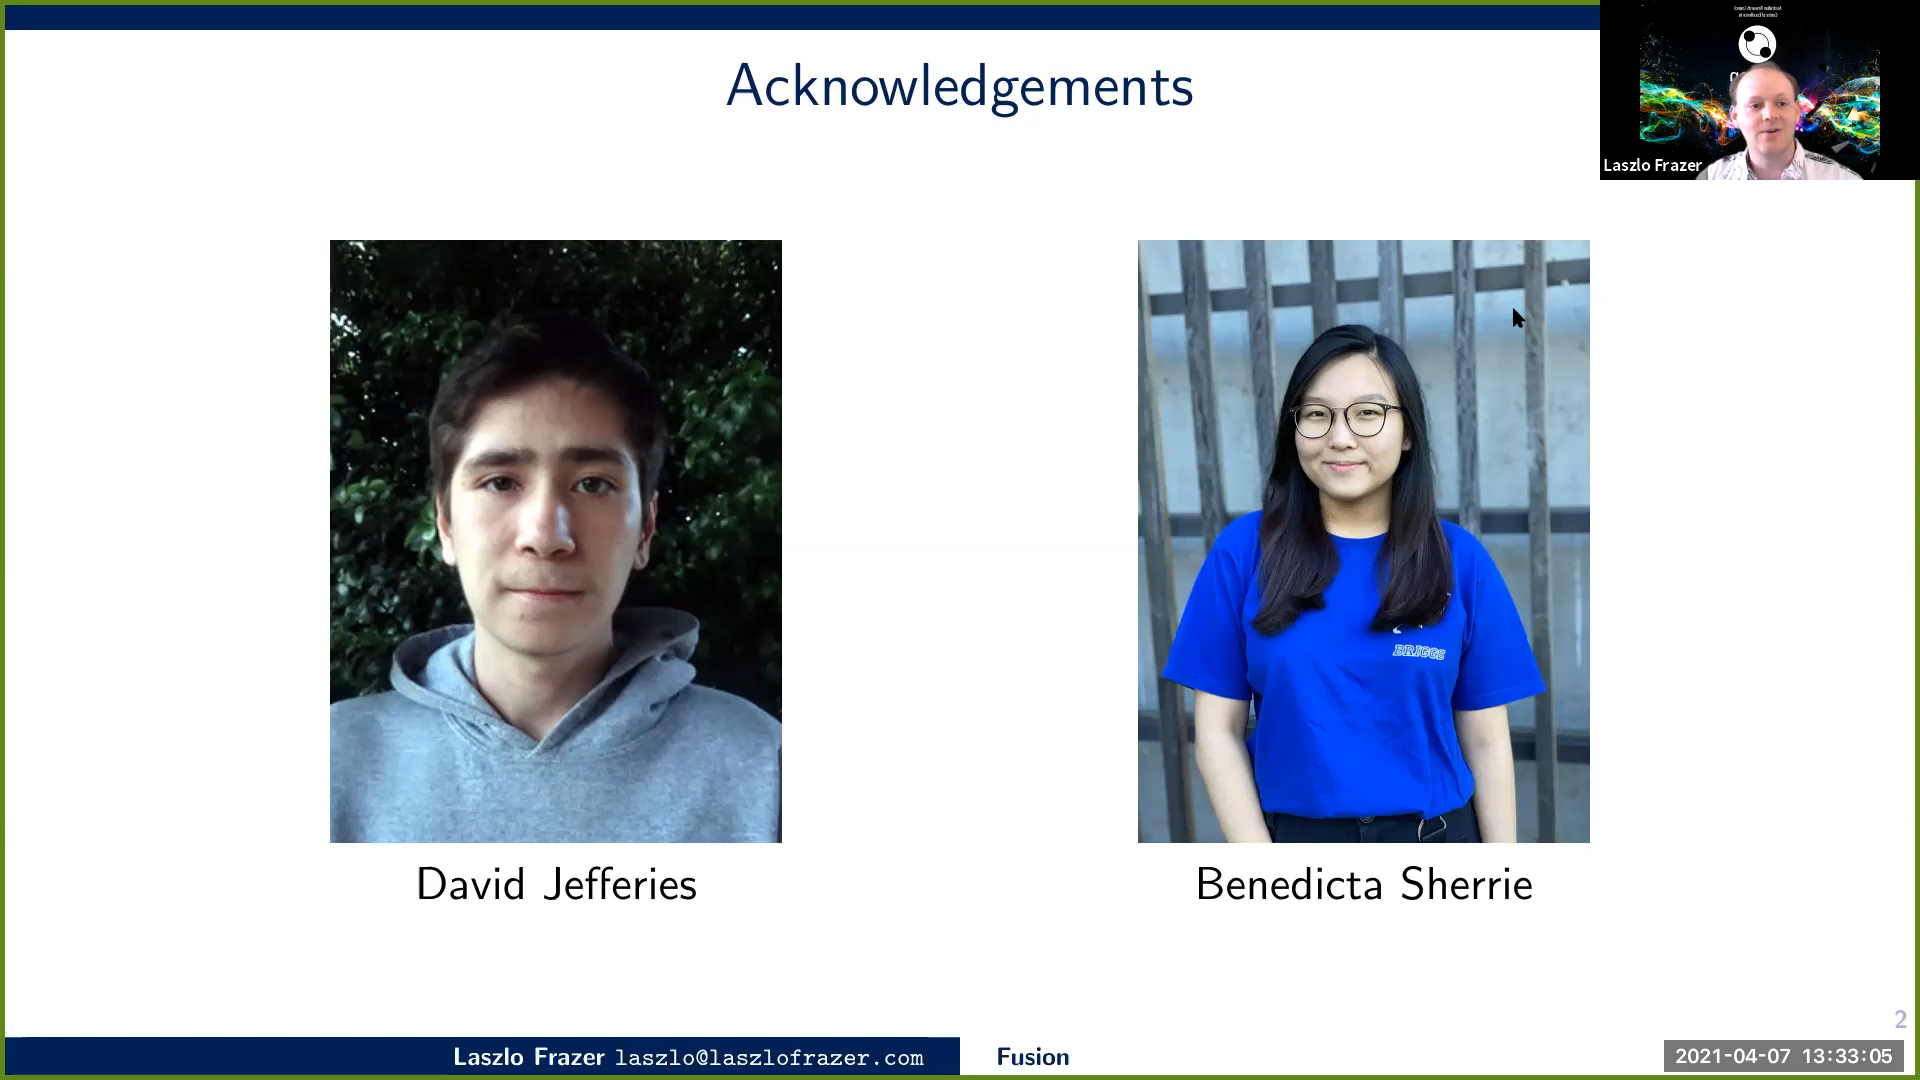 Acknowledgements
Laszlo Frazer
BRIGGS
David Jefferies
Benedicta Sherrie
2
Laszlo Frazer laszlo@laszlofrazer.com
Fusion
2021-04-07 13:33:05